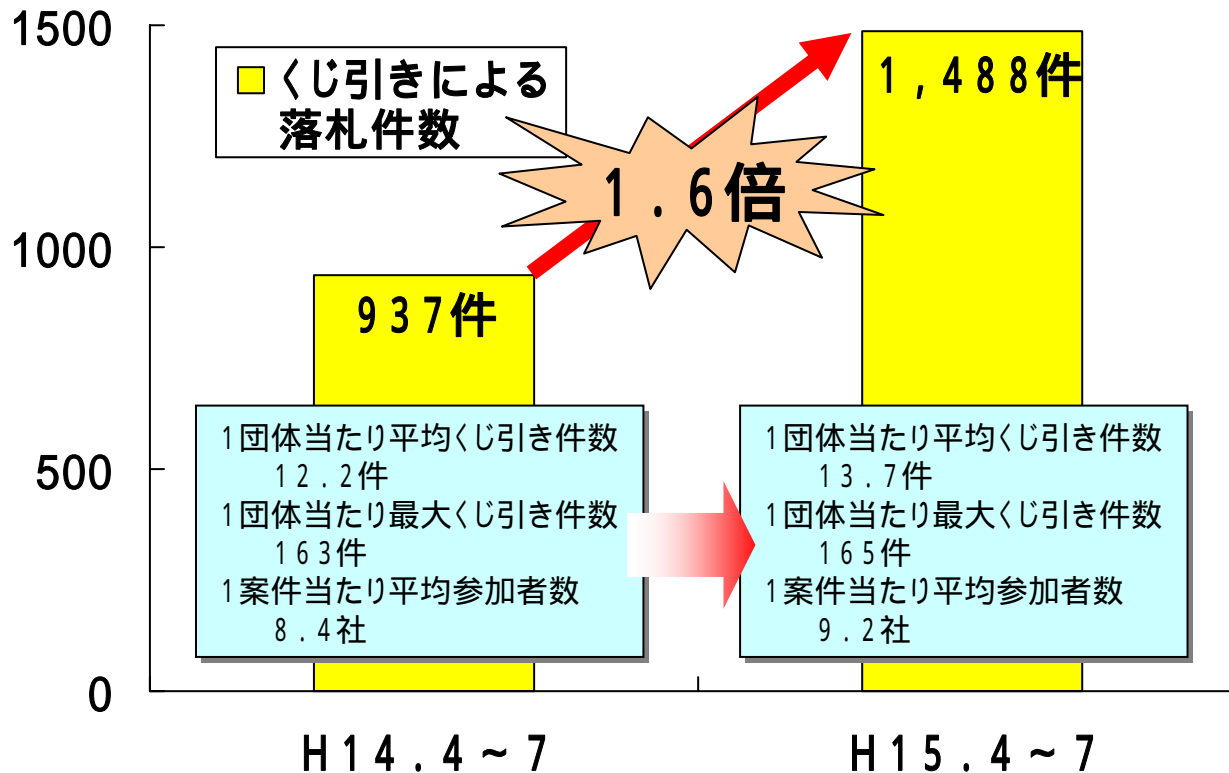 1500
1000
500
0
くじ引きによる
落札件数
1.6倍
937件
1,488件
1団体当たり平均くじ引き件数
12.2件
1団体当たり最大くじ引き件数
163件
1案件当たり平均参加者数
8.4社
1団体当たり平均くじ引き件数
13.7件
1団体当たり最大くじ引き件数
165件
1案件当たり平均参加者数
9.2社
H14.4~7
H15.4~7